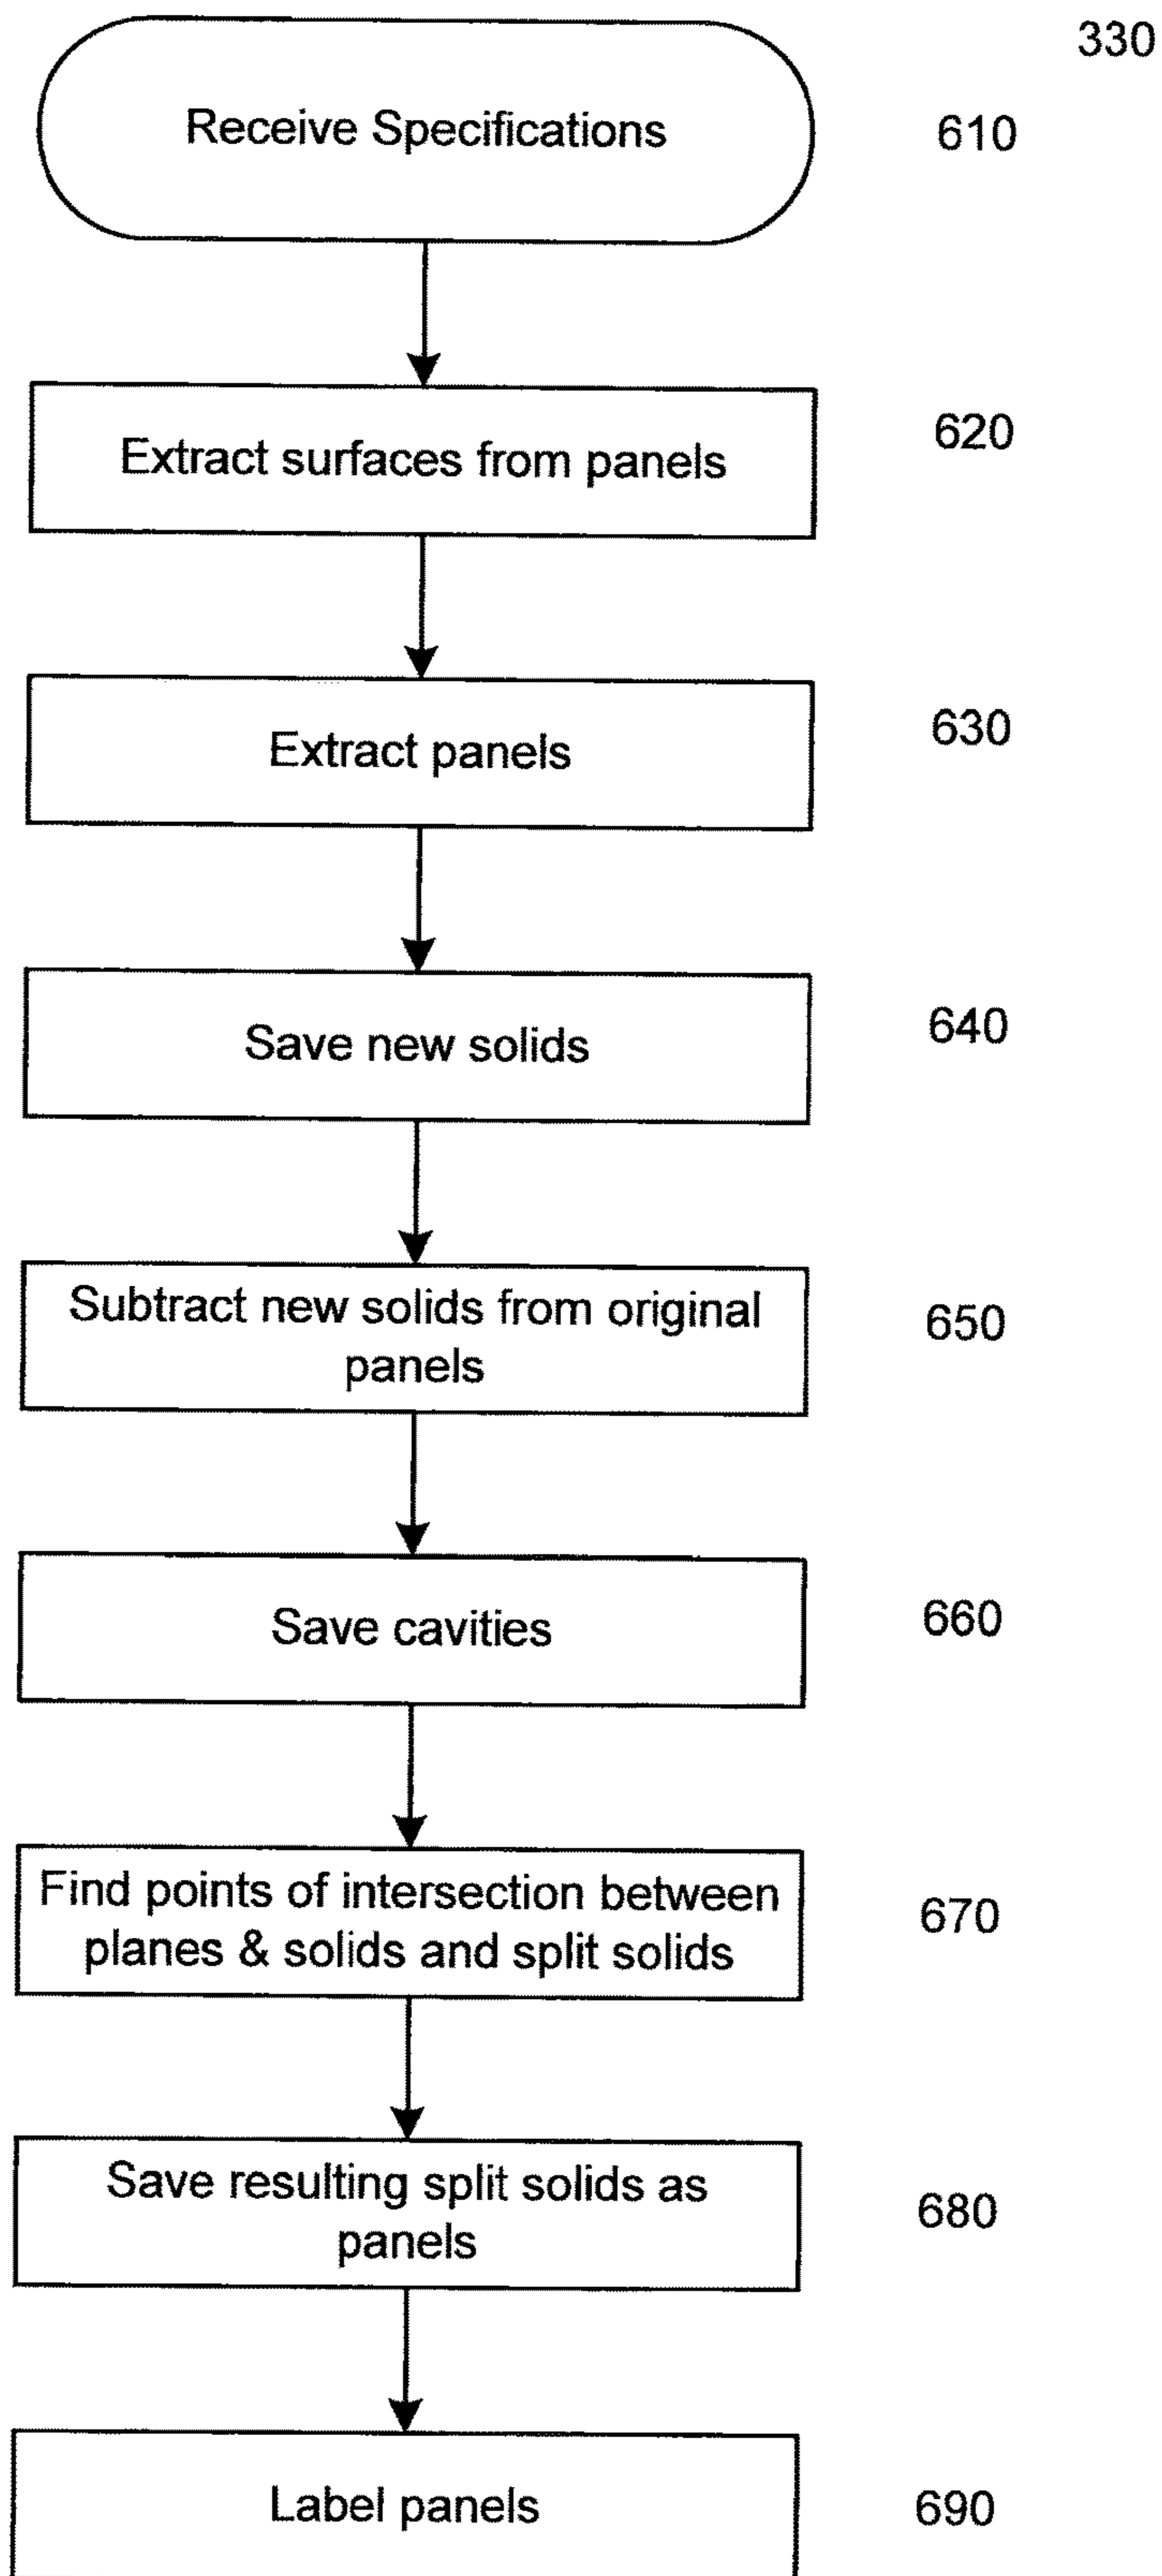 330
Receive Specifications
610
Extract surfaces from panels
620
Extract panels
630
Save new solids
640
Subtract new solids from original
panels
650
Save cavities
660
Find points of intersection between
planes & solids and split solids
670
Save resulting split solids as
panels
680
Label panels
690